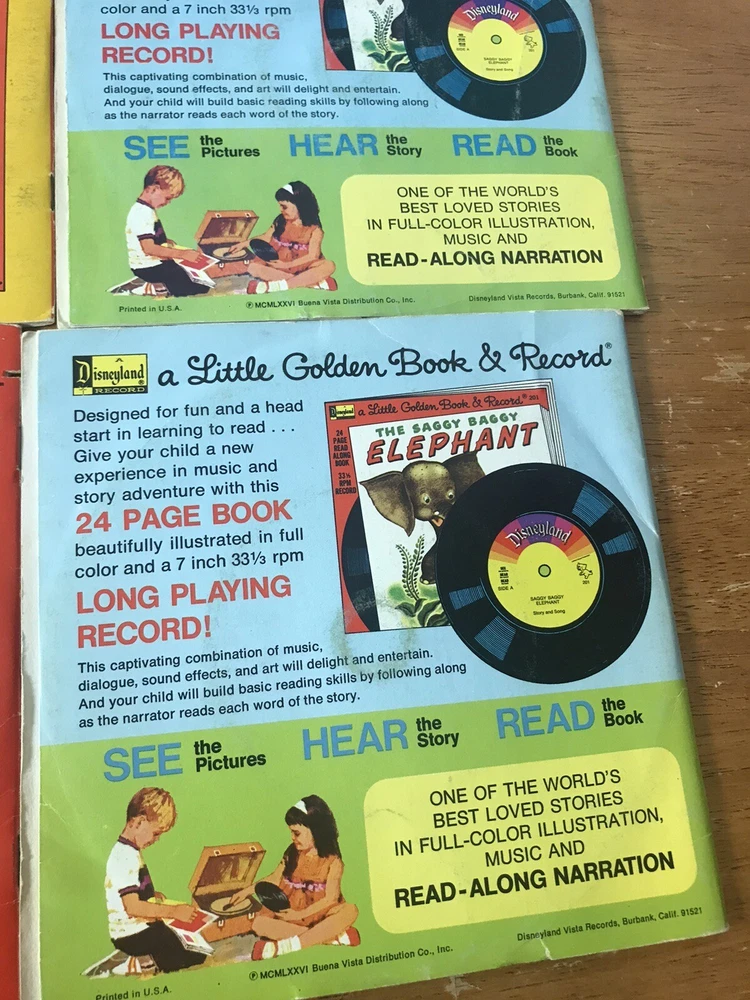 color and a 7 inch 33⅓ rpm
LONG PLAYING
RECORD!
This captivating combination of music,
dialogue, sound effects, and art will delight and entertain.
And your child will build basic reading skills by following along
as the narrator reads each word of the story.
Disneyland
SIDE A
SAGGY BAGGY
ELEPHANT
Story and Song
SEE the Pictures HEAR the Story READ the Book
ONE OF THE WORLD'S
BEST LOVED STORIES
IN FULL-COLOR ILLUSTRATION,
MUSIC AND
READ-ALONG NARRATION
Printed in U.S.A. ℗ MCMLXXVI Buena Vista Distribution Co., Inc. Disneyland Vista Records, Burbank, Calif. 91521
A
Disneyland®
RECORD
a Little Golden Book & Record®
Designed for fun and a head
start in learning to read . . .
Give your child a new
experience in music and
story adventure with this
24 PAGE BOOK
beautifully illustrated in full
color and a 7 inch 33⅓ rpm
LONG PLAYING
RECORD!
This captivating combination of music,
dialogue, sound effects, and art will delight and entertain.
And your child will build basic reading skills by following along
as the narrator reads each word of the story.
Disneyland
a Little Golden Book & Record® 201
24
PAGE
READ
ALONG
BOOK
33⅓
RPM
RECORD
THE SAGGY BAGGY
ELEPHANT
Disneyland
SIDE A
201
SAGGY BAGGY
ELEPHANT
Story and Song
SEE the Pictures HEAR the Story READ the Book
ONE OF THE WORLD'S
BEST LOVED STORIES
IN FULL-COLOR ILLUSTRATION,
MUSIC AND
READ-ALONG NARRATION
Printed in U.S.A. ℗ MCMLXXVI Buena Vista Distribution Co., Inc. Disneyland Vista Records, Burbank, Calif. 91521